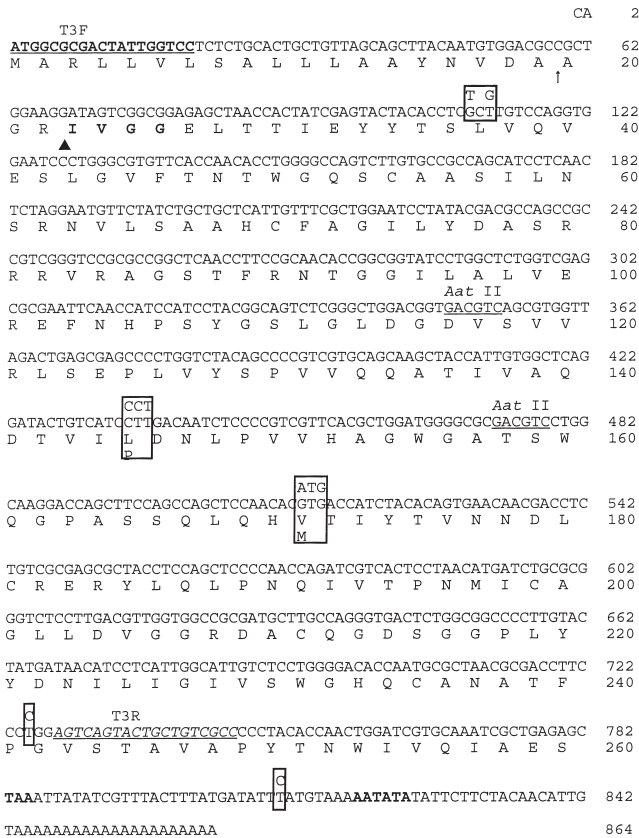 CA 2
T3F
ATGGCGCGACTATTGGTCCTCTCTGCACTGCTGTTAGCAGCTTACAATGTGGACGCCGCT 62
M A R L L V L S A L L L A A Y N V D A A 20
↑
T G
GGAAGGATAGTCGGCGGAGAGCTAACCACTATCGAGTACTACACCTCGCTTGTCCAGGTG 122
G R I V G G E L T T I E Y Y T S L V Q V 40
▲
GAATCCCTGGGCGTGTTCACCAACACCTGGGGCCAGTCTTGTGCCGCCAGCATCCTCAAC 182
E S L G V F T N T W G Q S C A A S I L N 60
TCTAGGAATGTTCTATCTGCTGCTCATTGTTTCGCTGGAATCCTATACGACGCCAGCCGC 242
S R N V L S A A H C F A G I L Y D A S R 80
CGTCGGGTCCGCGCCGGCTCAACCTTCCGCAACACCGGCGGTATCCTGGCTCTGGTCGAG 302
R R V R A G S T F R N T G G I L A L V E 100
Aat II
CGCGAATTCAACCATCCATCCTACGGCAGTCTCGGGCTGGACGGTGACGTCAGCGTGGTT 362
R E F N H P S Y G S L G L D G D V S V V 120
AGACTGAGCGAGCCCCTGGTCTACAGCCCCGTCGTGCAGCAAGCTACCATTGTGGCTCAG 422
R L S E P L V Y S P V V Q Q A T I V A Q 140
CCT Aat II
GATACTGTCATCCTTGACAATCTCCCCGTCGTTCACGCTGGATGGGGCGCGACGTCCTGG 482
D T V I L D N L P V V H A G W G A T S W 160
P
ATG
CAAGGACCAGCTTCCAGCCAGCTCCAACACGTGACCATCTACACAGTGAACAACGACCTC 542
Q G P A S S Q L Q H V T I Y T V N N D L 180
M
TGTCGCGAGCGCTACCTCCAGCTCCCCAACCAGATCGTCACTCCTAACATGATCTGCGCG 602
C R E R Y L Q L P N Q I V T P N M I C A 200
GGTCTCCTTGACGTTGGTGGCCGCGATGCTTGCCAGGGTGACTCTGGCGGCCCCTTGTAC 662
G L L D V G G R D A C Q G D S G G P L Y 220
TATGATAACATCCTCATTGGCATTGTCTCCTGGGGACACCAATGCGCTAACGCGACCTTC 722
Y D N I L I G I V S W G H Q C A N A T F 240
C T3R
CCTGGAGTCAGTACTGCTGTCGCCCCCTACACCAACTGGATCGTGCAAATCGCTGAGAGC 782
P G V S T A V A P Y T N W I V Q I A E S 260
C
TAAATTATATCGTTTACTTTATGATATTTATGTAAAAATATATATTCTTCTACAACATTG 842
TAAAAAAAAAAAAAAAAAAAAA 864